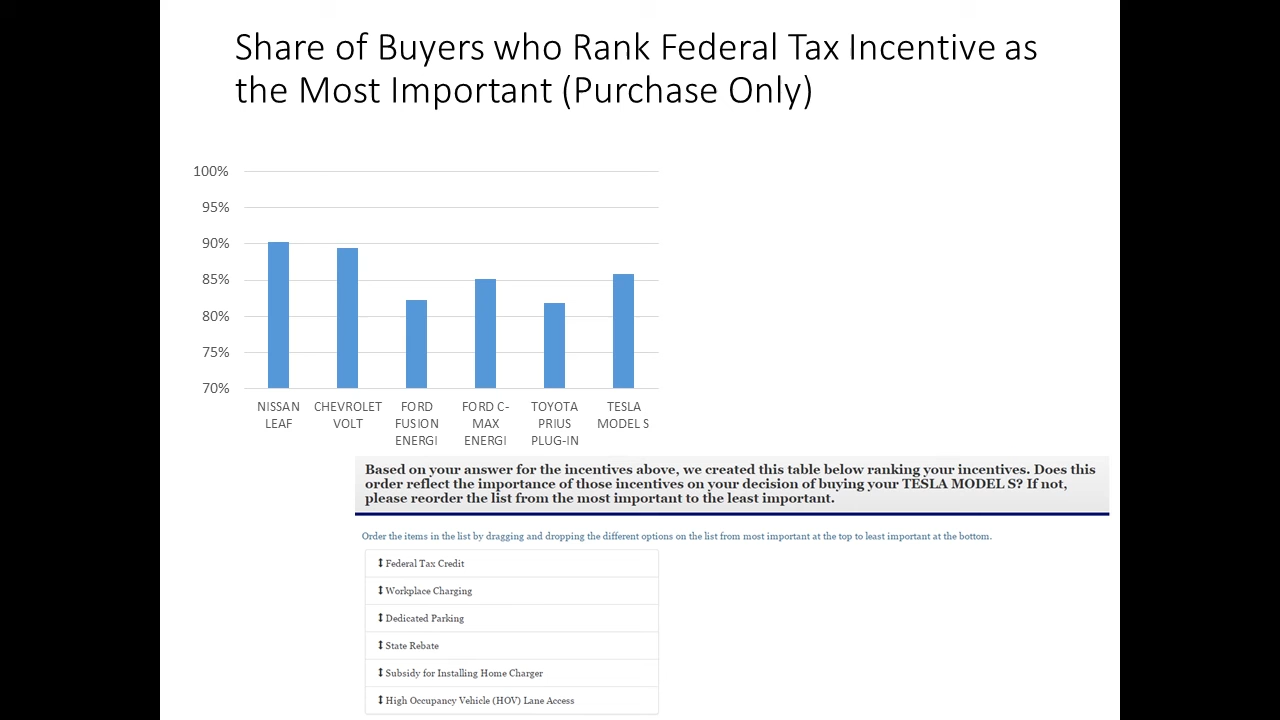 Share of Buyers who Rank Federal Tax Incentive as
the Most Important (Purchase Only)
100%
95%
90%
85%
80%
75%
70%
NISSAN
LEAF
CHEVROLET
VOLT
FORD
FUSION
ENERGI
FORD C-
MAX
ENERGI
TOYOTA
PRIUS
PLUG-IN
TESLA
MODEL S
Based on your answer for the incentives above, we created this table below ranking your incentives. Does this
order reflect the importance of those incentives on your decision of buying your TESLA MODEL S? If not,
please reorder the list from the most important to the least important.
Order the items in the list by dragging and dropping the different options on the list from most important at the top to least important at the bottom.
Federal Tax Credit
Workplace Charging
Dedicated Parking
State Rebate
Subsidy for Installing Home Charger
High Occupancy Vehicle (HOV) Lane Access